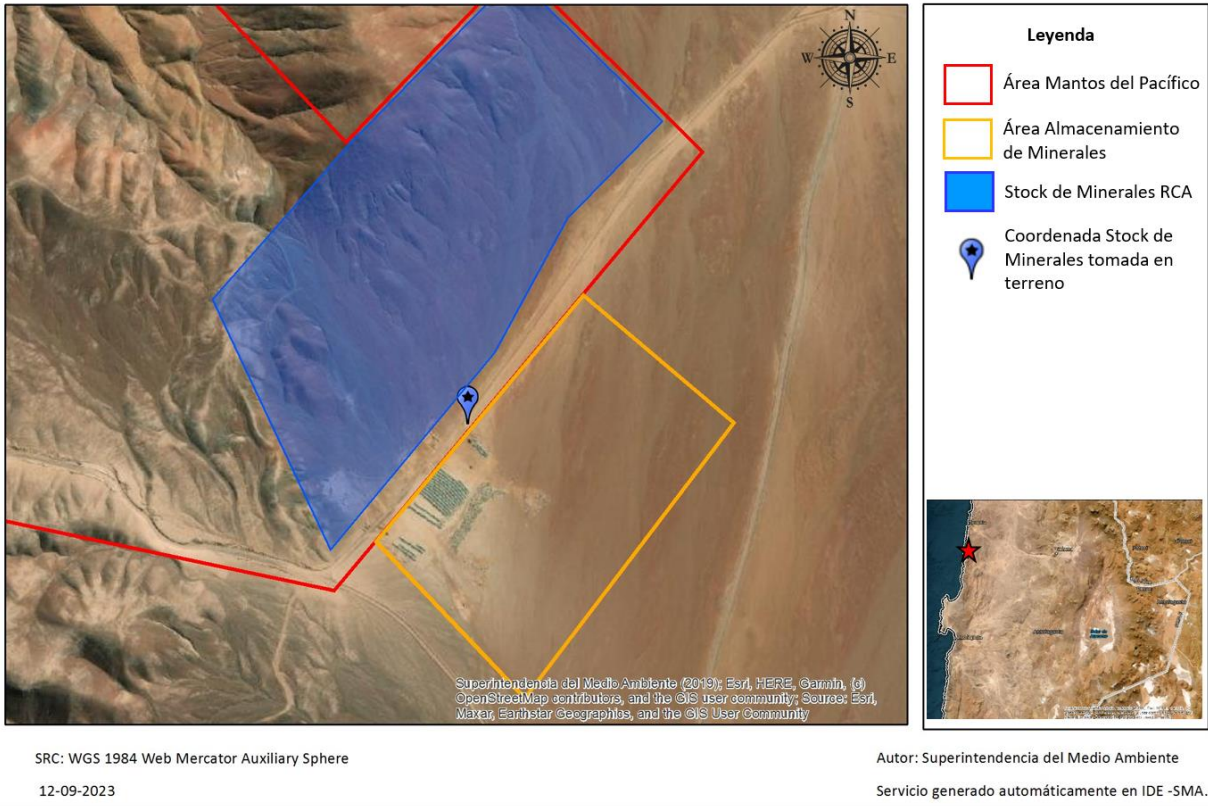 N
W
E
S
Superintendencia del Medio Ambiente (2019); Esri, HERE, Garmin, (c)
OpenStreetMap contributors, and the GIS user community; Source: Esri,
Maxar, Earthstar Geographics, and the GIS User Community
Leyenda
Área Mantos del Pacífico
Área Almacenamiento
de Minerales
Stock de Minerales RCA
Coordenada Stock de
Minerales tomada en
terreno
SRC: WGS 1984 Web Mercator Auxiliary Sphere
12-09-2023
Autor: Superintendencia del Medio Ambiente
Servicio generado automáticamente en IDE -SMA.